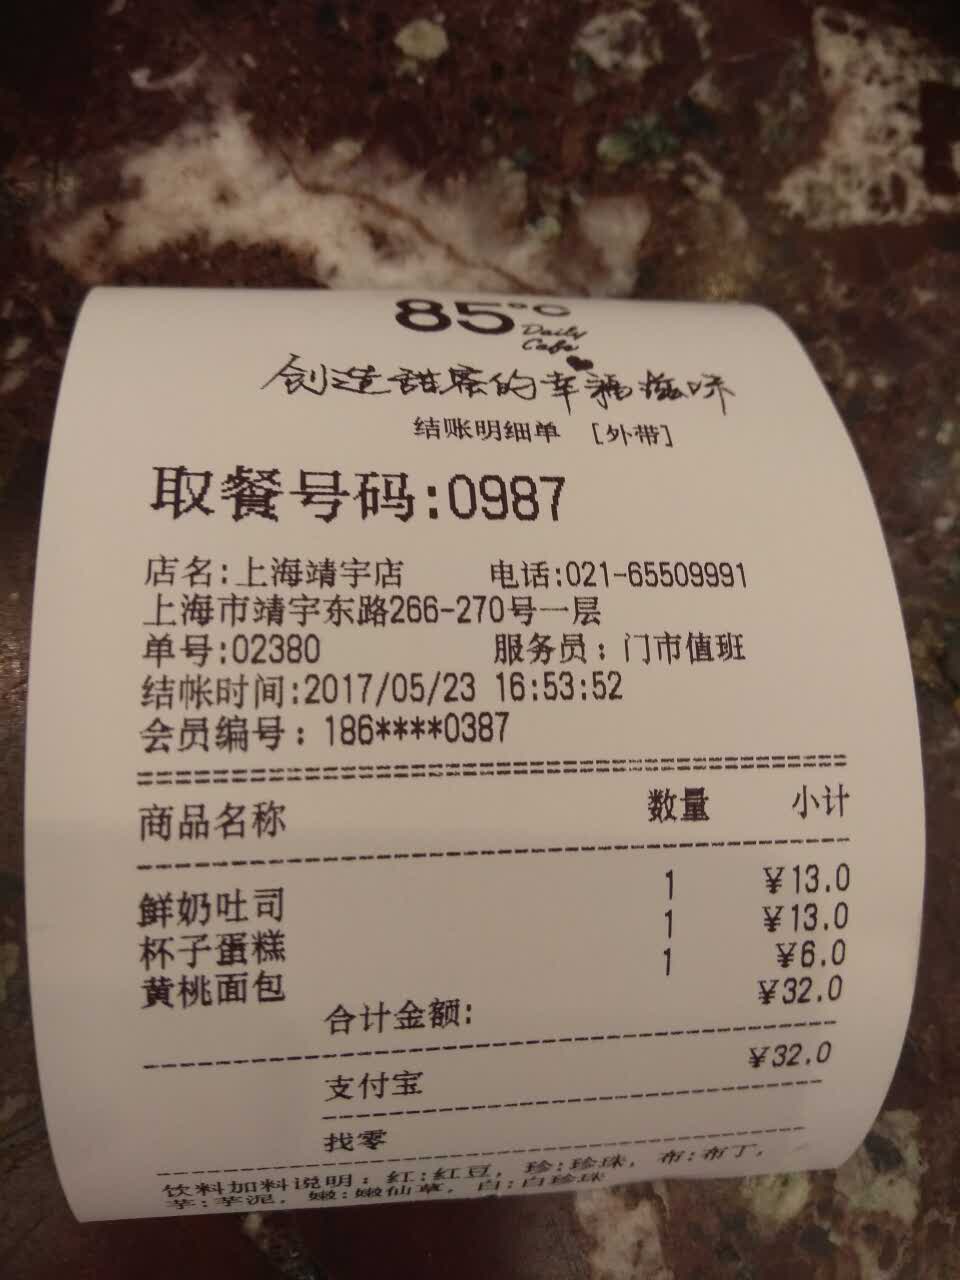 85°C
Daily
Cafe
创造甜蜜的幸福滋味
结账明细单 [外带]
取餐号码:0987
店名:上海靖宇店 电话:021-65509991
上海市靖宇东路266-270号一层
单号:02380 服务员：门市值班
结帐时间:2017/05/23 16:53:52
会员编号：186****0387
商品名称 数量 小计
鲜奶吐司 1 ¥13.0
杯子蛋糕 1 ¥13.0
黄桃面包 1 ¥6.0
合计金额: ¥32.0
支付宝 ¥32.0
找零
饮料加料说明：红:红豆, 珍:珍珠, 布:布丁,
芋:芋泥, 嫩:嫩仙草, 白:白珍珠